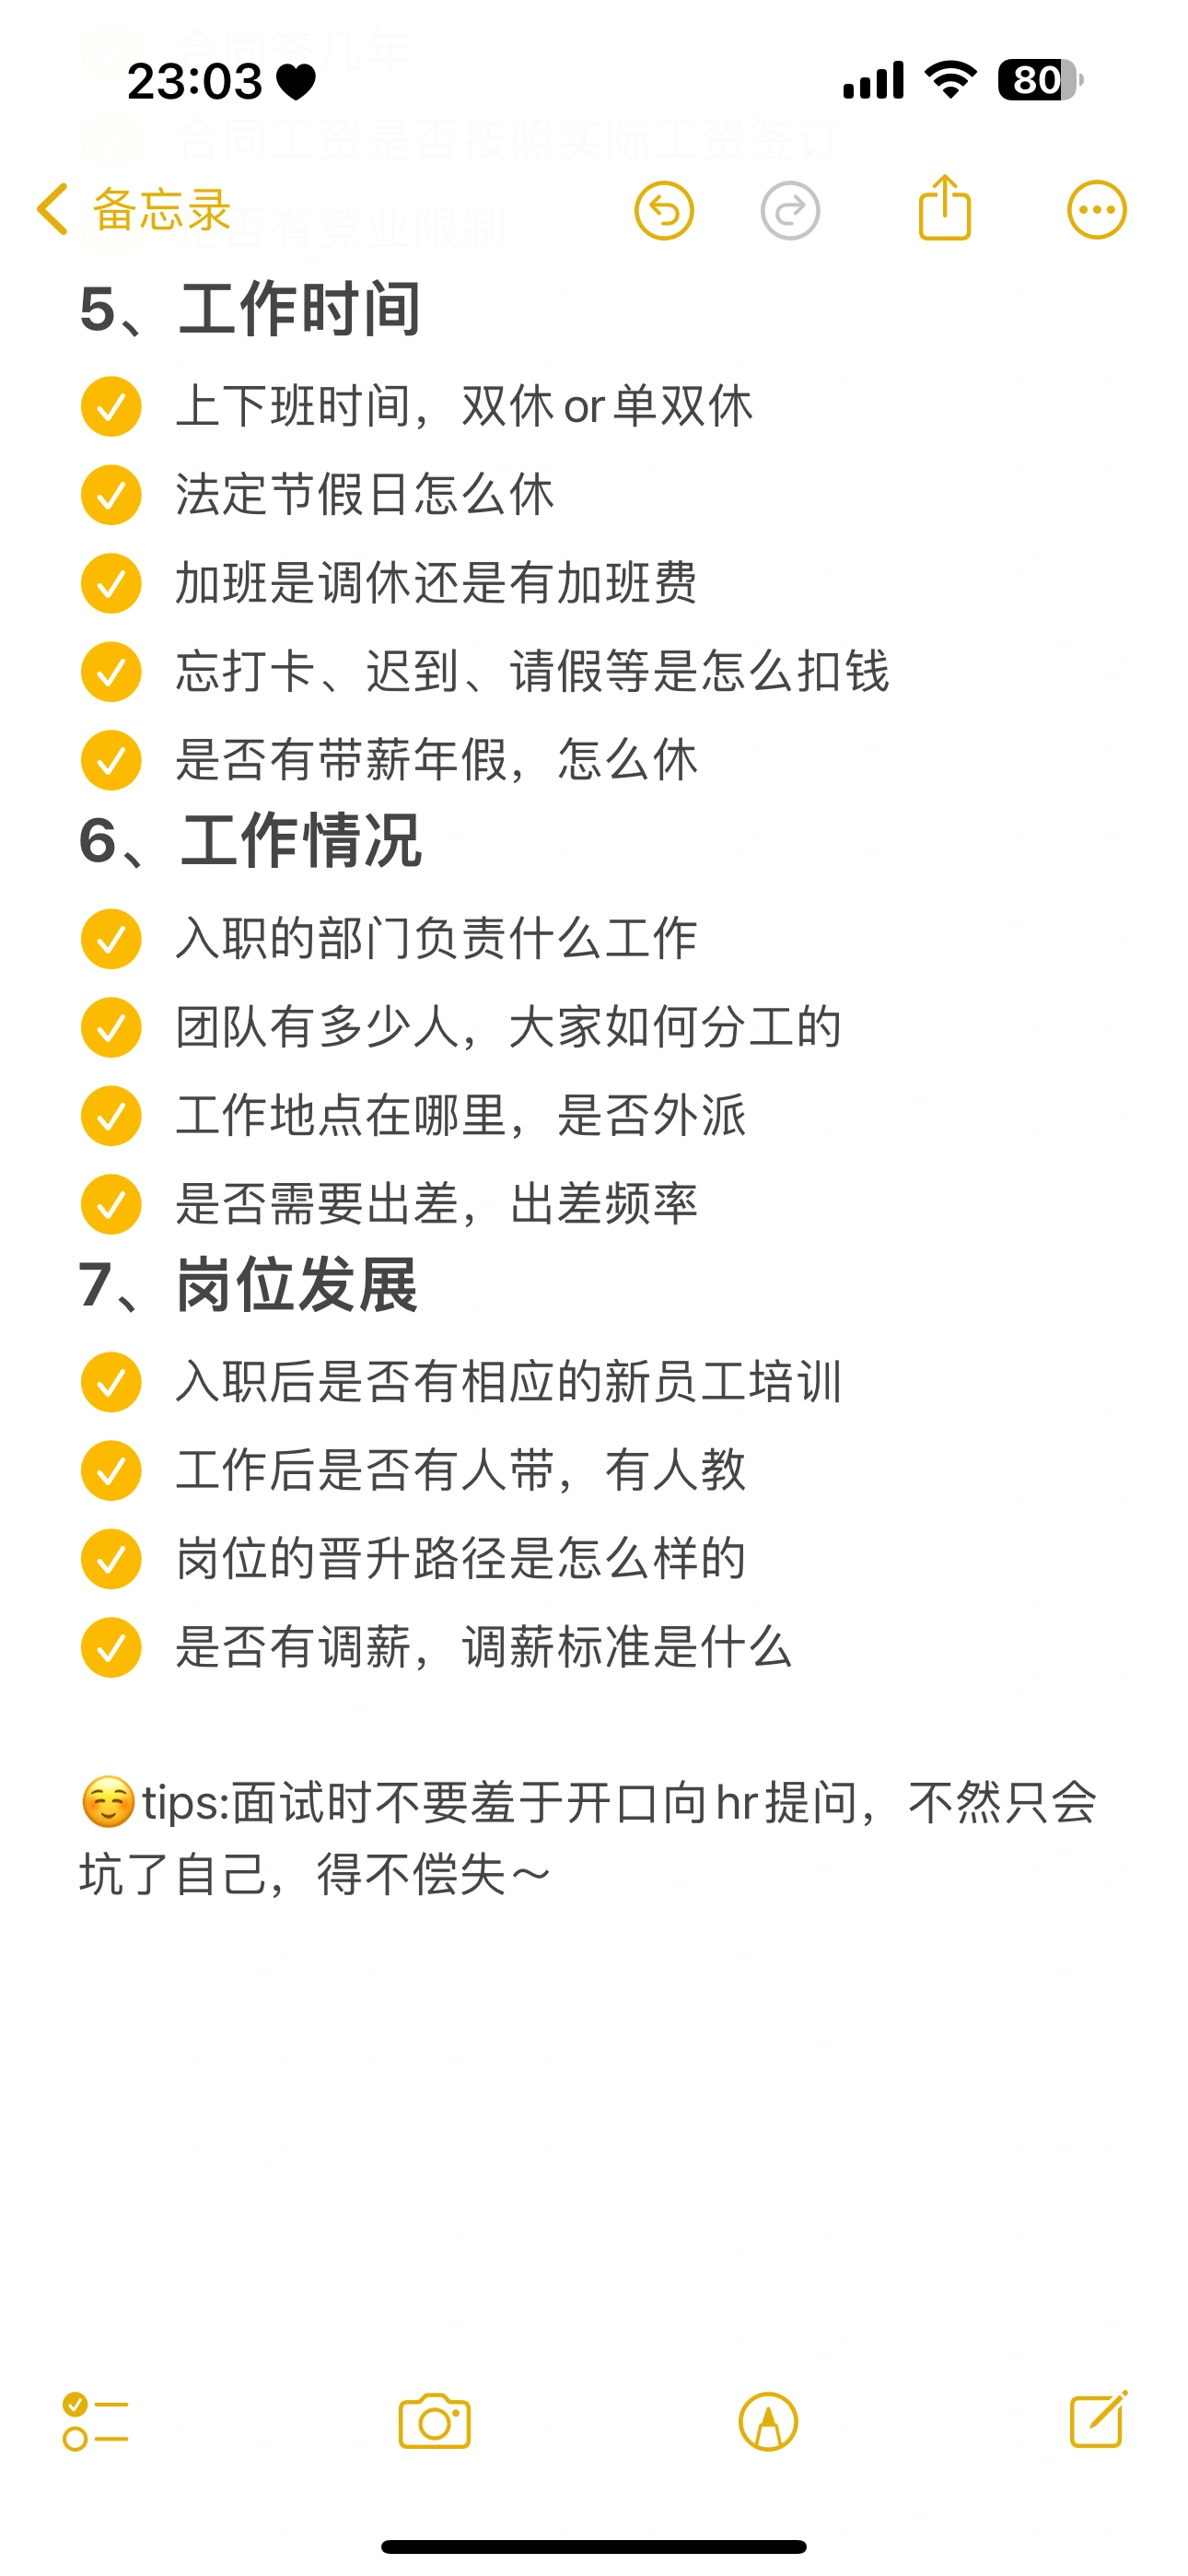 合同签几年
23:03
80
合同工资是否按照实际工资签订
备忘录
是否有竞业限制
5、工作时间
上下班时间，双休or单双休
法定节假日怎么休
加班是调休还是有加班费
忘打卡、迟到、请假等是怎么扣钱
是否有带薪年假，怎么休
6、工作情况
入职的部门负责什么工作
团队有多少人，大家如何分工的
工作地点在哪里，是否外派
是否需要出差，出差频率
7、岗位发展
入职后是否有相应的新员工培训
工作后是否有人带，有人教
岗位的晋升路径是怎么样的
是否有调薪，调薪标准是什么
☺️tips:面试时不要羞于开口向hr提问，不然只会
坑了自己，得不偿失～